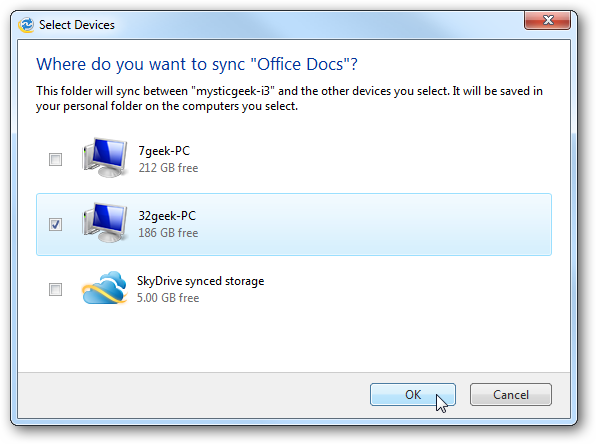 Select Devices
Where do you want to sync "Office Docs"?
This folder will sync between "mysticgeek-i3" and the other devices you select. It will be saved in
your personal folder on the computers you select.
7geek-PC
212 GB free
32geek-PC
186 GB free
SkyDrive synced storage
5.00 GB free
OK
Cancel